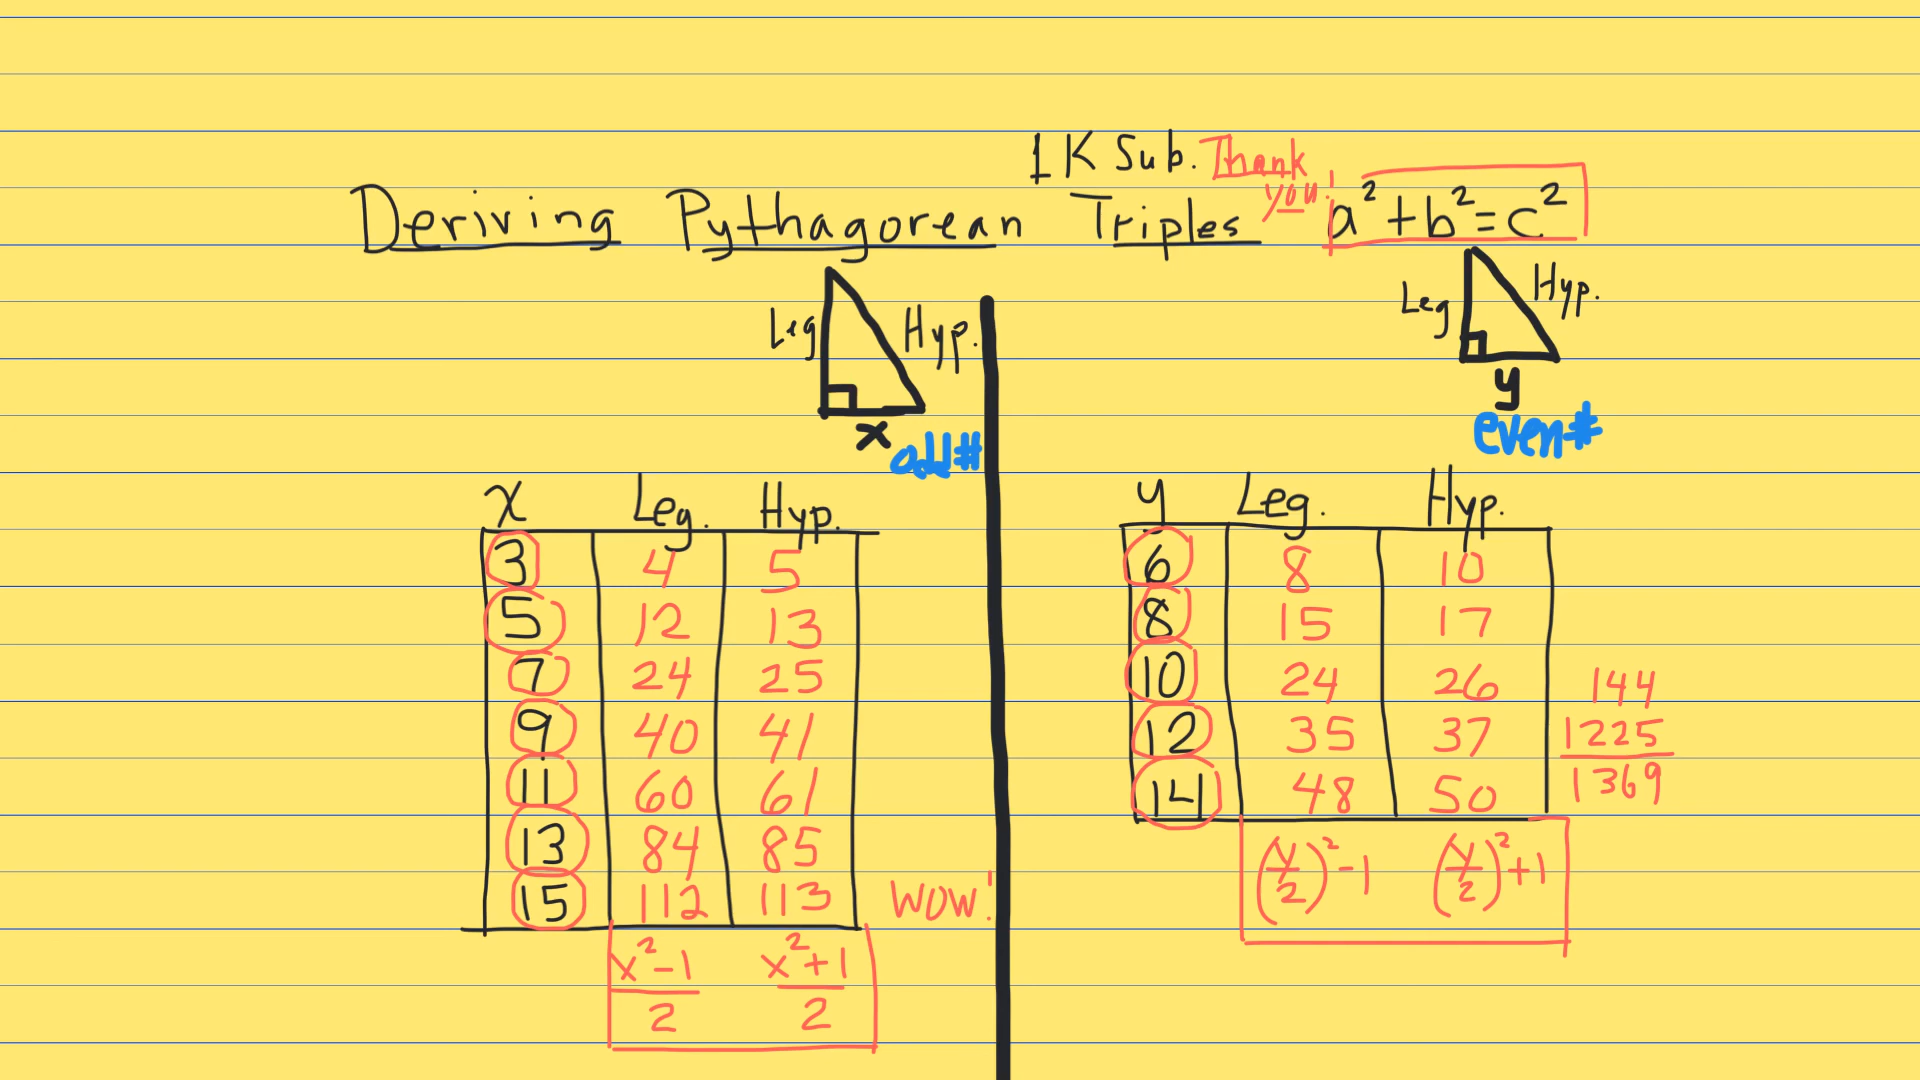 1K Sub. Thank you!
Deriving Pythagorean Triples a²+b²=c²
Leg Hyp.
x
odd#
Leg Hyp.
y
even#
x Leg. Hyp.
3 4 5
5 12 13
7 24 25
9 40 41
11 60 61
13 84 85
15 112 113 WOW!
x²-1 x²+1
2 2
y Leg. Hyp.
6 8 10
8 15 17
10 24 26
12 35 37
14 48 50
144
1225
1369
(y/2)²-1 (y/2)²+1